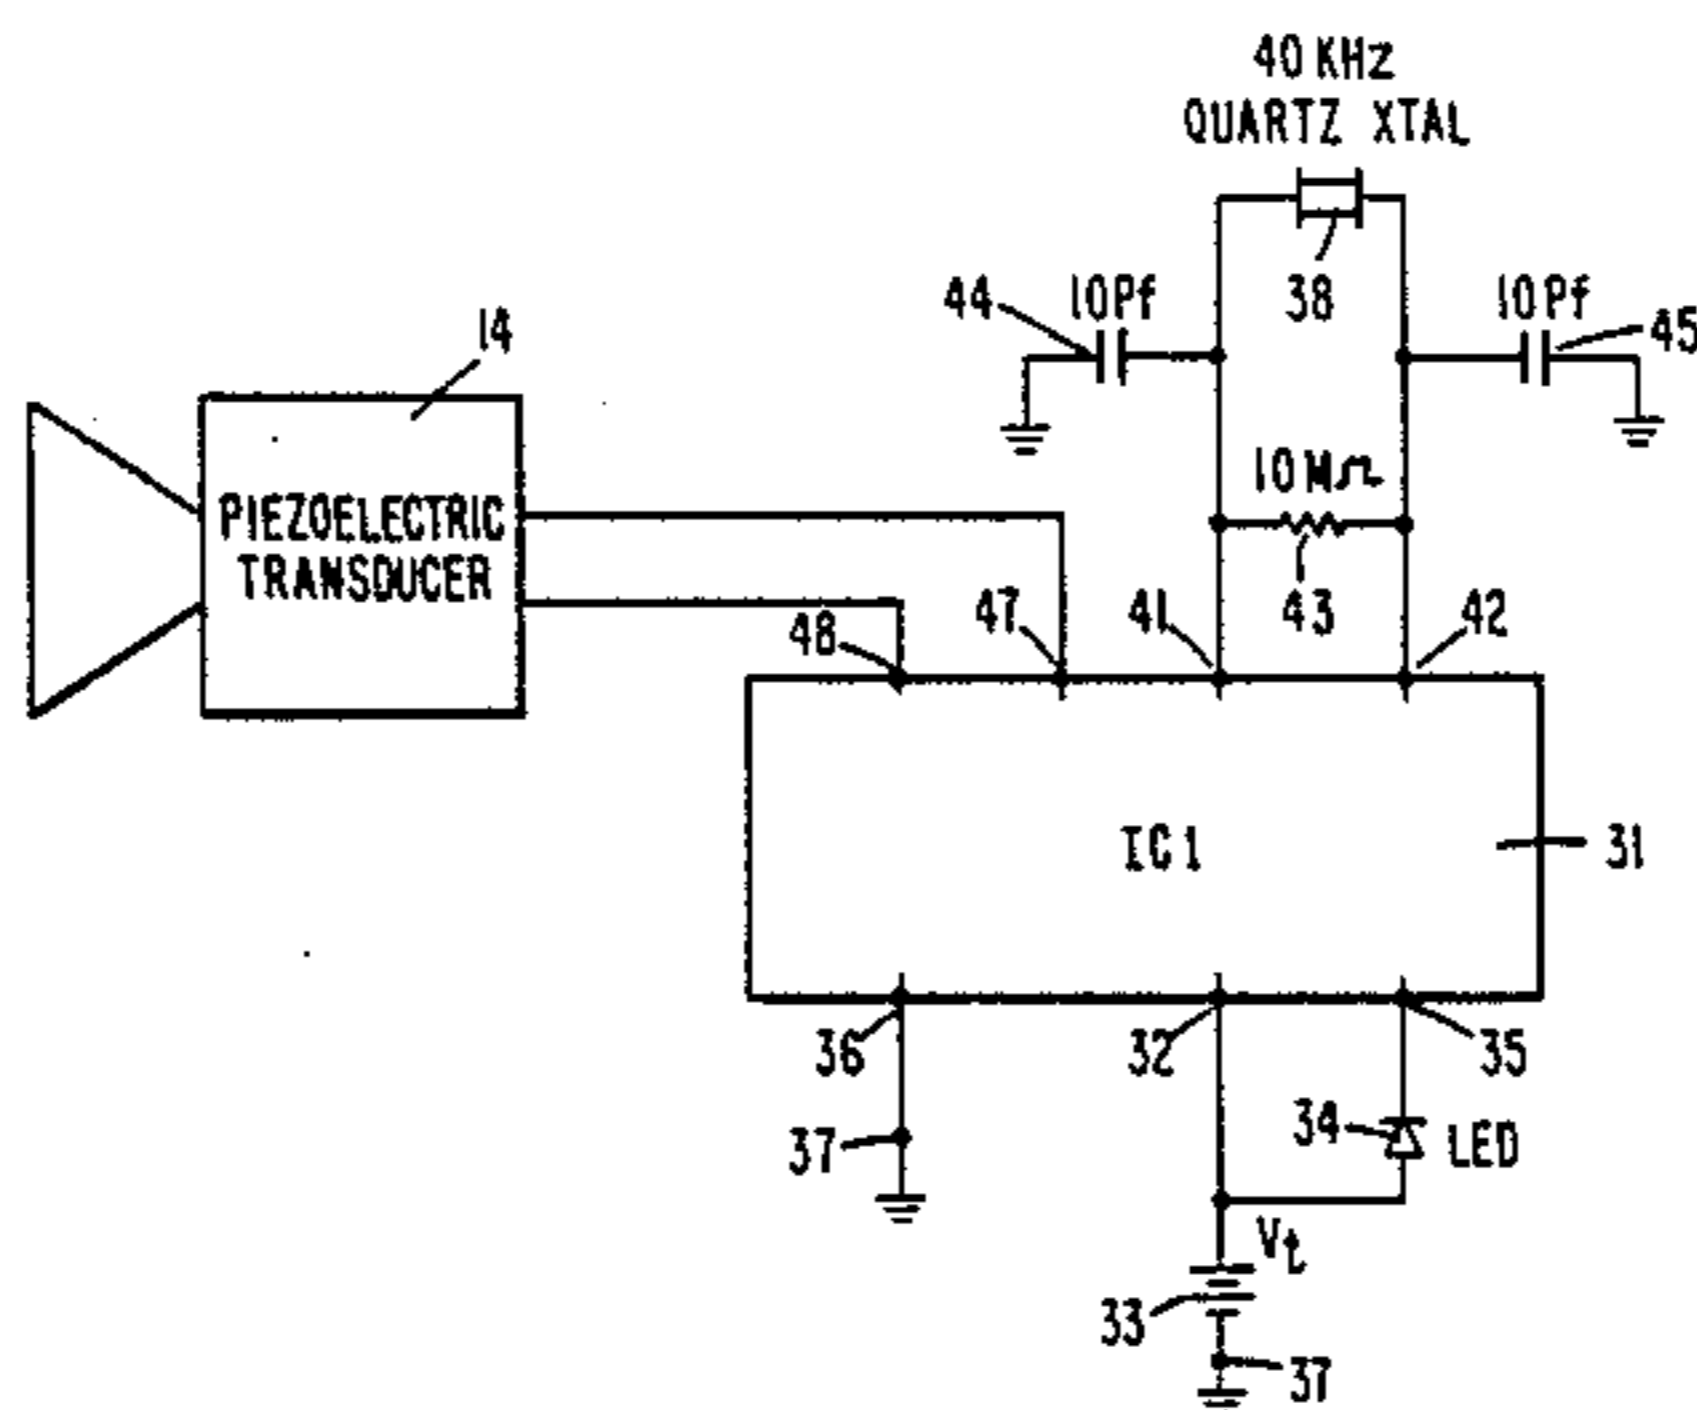 40 KHz
QUARTZ XTAL
38
44
10Pf
10Pf
45
14
10MΩ
PIEZOELECTRIC
TRANSDUCER
43
48
47
41
42
IC1
31
36
32
35
37
34
LED
Vt
33
37